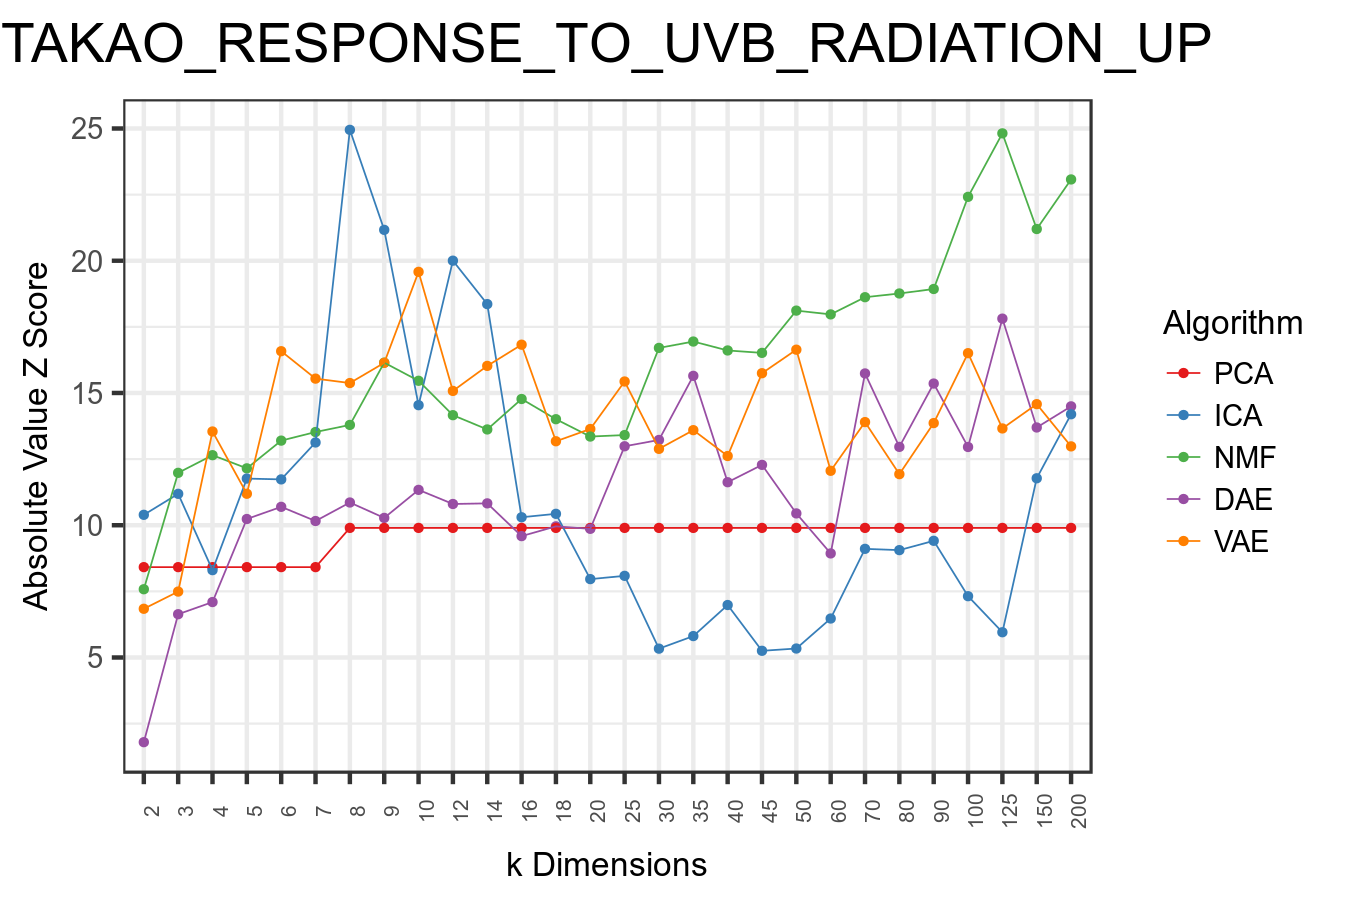 TAKAO_RESPONSE_TO_UVB_RADIATION_UP
Absolute Value Z Score
25
20
15
10
5
2 3 4 5 6 7 8 9 10 12 14 16 18 20 25 30 35 40 45 50 60 70 80 90 100 125 150 200
k Dimensions
Algorithm
PCA
ICA
NMF
DAE
VAE